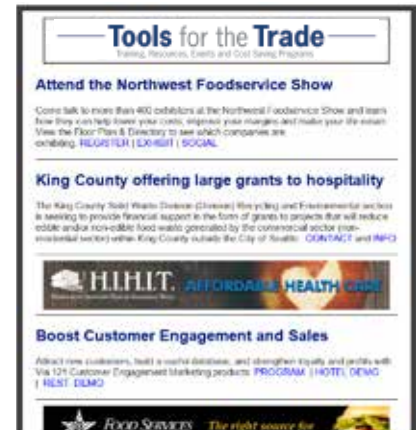 Tools for the Trade
Training, Resources, Events and Cost Saving Programs
Attend the Northwest Foodservice Show
Come talk to more than 400 exhibitors at the Northwest Foodservice Show and learn
how they can help lower your costs, improve your margins and make your life easier.
View the Floor Plan & Directory to see which companies are
exhibiting. REGISTER | EXHIBIT | SOCIAL
King County offering large grants to hospitality
The King County Solid Waste Division (Division) Recycling and Environmental section
is seeking to provide financial support in the form of grants to projects that will reduce
edible and/or non-edible food waste generated by the commercial sector (non-
residential sector) within King County outside the City of Seattle. CONTACT and INFO
H.I.H.I.T. AFFORDABLE HEALTH CARE
Boost Customer Engagement and Sales
Attract new customers, build a useful database, and strengthen loyalty and profits with
Via 121 Customer Engagement Marketing products. PROGRAM | HOTEL DEMO
| REST. DEMO
FOOD SERVICES The right source for